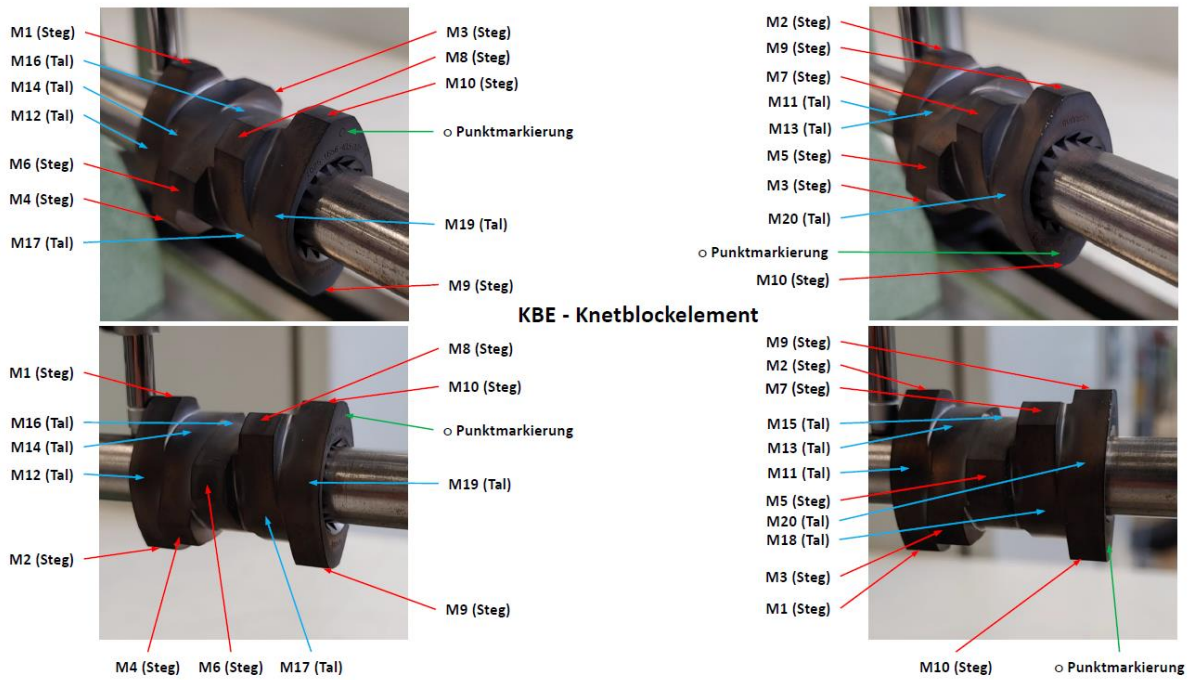 M1 (Steg)
M16 (Tal)
M14 (Tal)
M12 (Tal)
M6 (Steg)
M4 (Steg)
M17 (Tal)
M3 (Steg)
M8 (Steg)
M10 (Steg)
o Punktmarkierung
M19 (Tal)
M9 (Steg)
M2 (Steg)
M9 (Steg)
M7 (Steg)
M11 (Tal)
M13 (Tal)
M5 (Steg)
M3 (Steg)
M20 (Tal)
o Punktmarkierung
M10 (Steg)
KBE - Knetblockelement
M1 (Steg)
M16 (Tal)
M14 (Tal)
M12 (Tal)
M2 (Steg)
M4 (Steg)
M6 (Steg)
M17 (Tal)
M8 (Steg)
M10 (Steg)
o Punktmarkierung
M19 (Tal)
M9 (Steg)
M9 (Steg)
M2 (Steg)
M7 (Steg)
M15 (Tal)
M13 (Tal)
M11 (Tal)
M5 (Steg)
M20 (Tal)
M18 (Tal)
M3 (Steg)
M1 (Steg)
M10 (Steg)
o Punktmarkierung